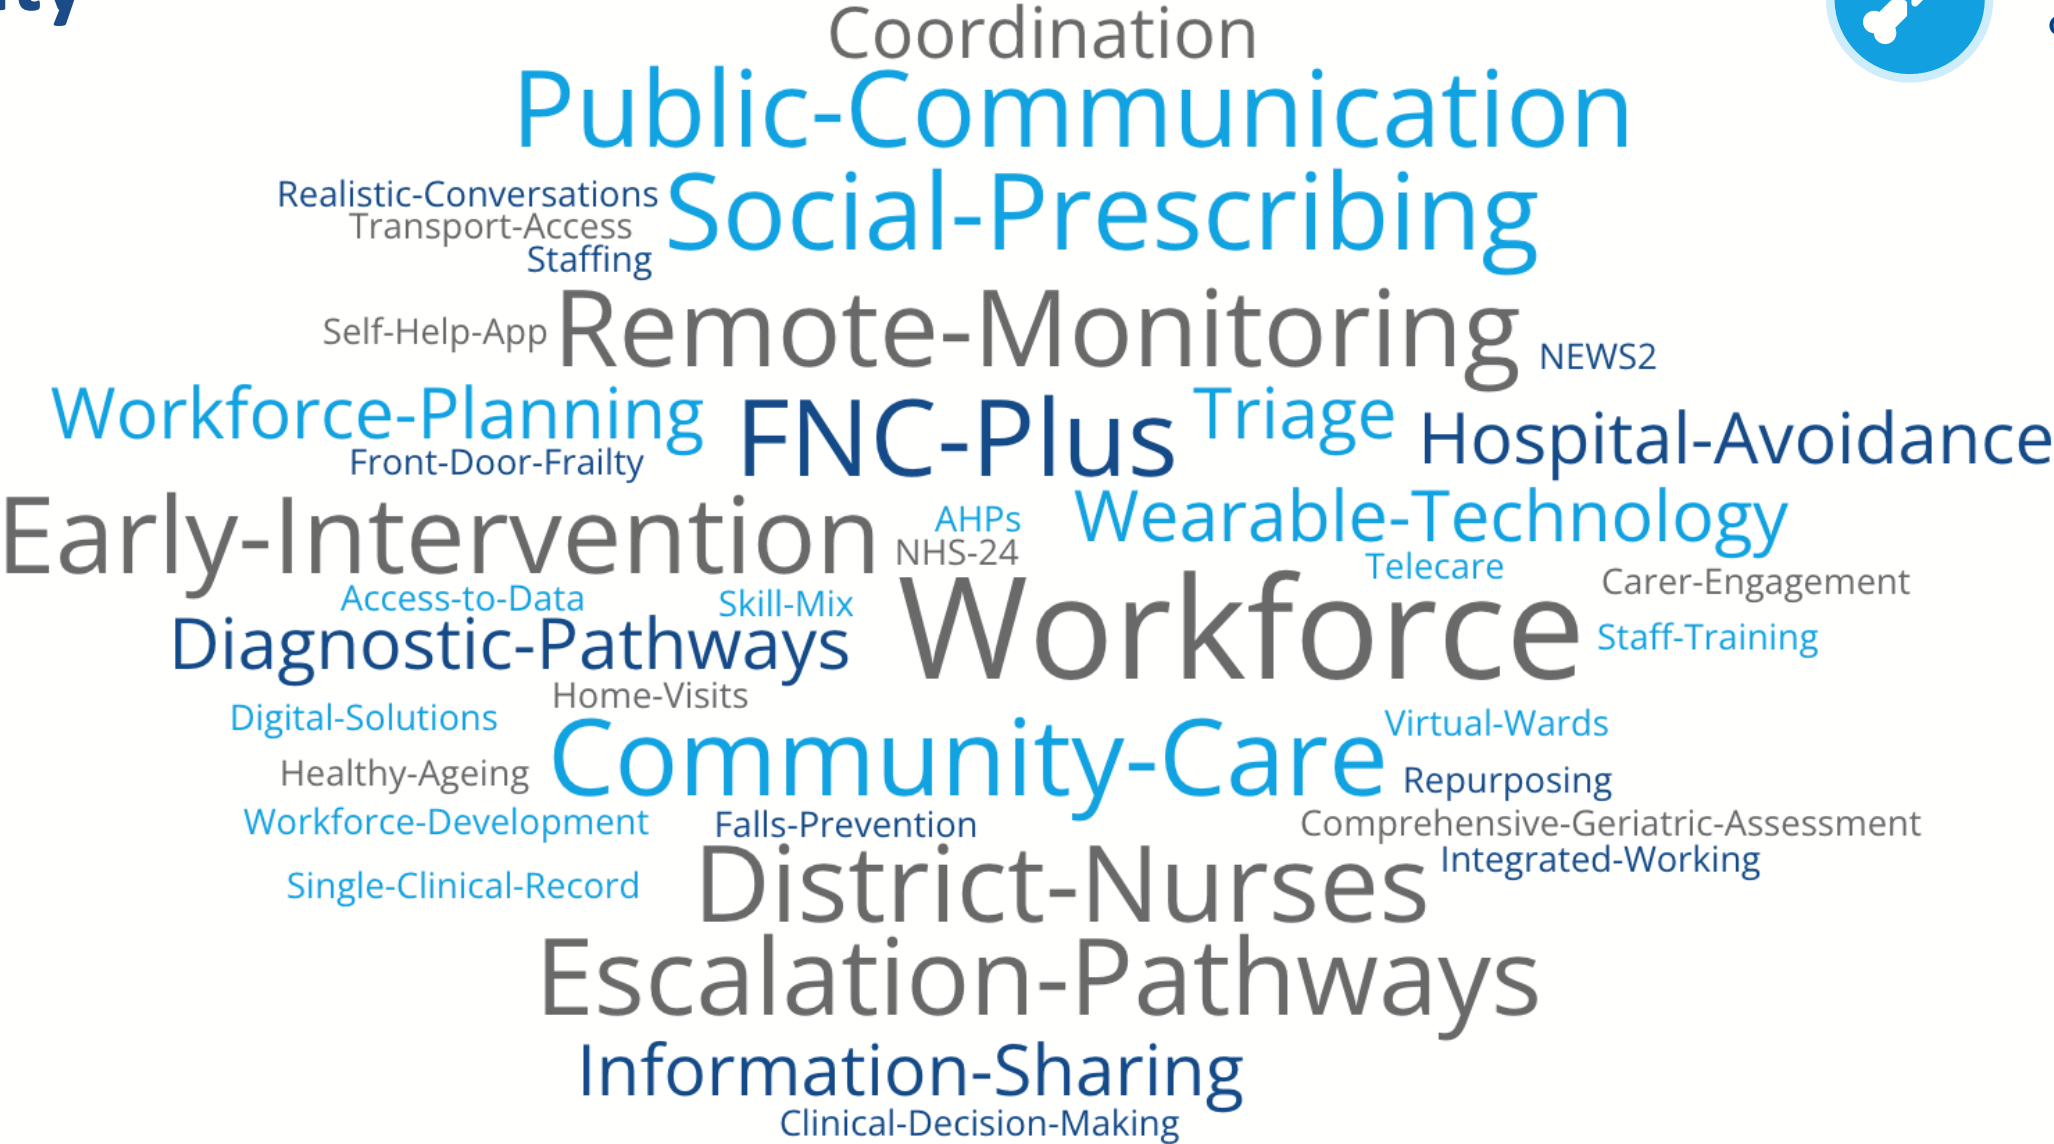 ty
Coordination
Public-Communication
Realistic-Conversations
Social-Prescribing
Transport-Access
Staffing
Self-Help-App
Remote-Monitoring
NEWS2
Workforce-Planning
FNC-Plus
Triage
Hospital-Avoidance
Front-Door-Frailty
Early-Intervention
AHPs
Wearable-Technology
NHS-24
Telecare
Carer-Engagement
Access-to-Data
Skill-Mix
Workforce
Staff-Training
Diagnostic-Pathways
Home-Visits
Digital-Solutions
Community-Care
Virtual-Wards
Healthy-Ageing
Repurposing
Workforce-Development
Falls-Prevention
Comprehensive-Geriatric-Assessment
District-Nurses
Integrated-Working
Single-Clinical-Record
Escalation-Pathways
Information-Sharing
Clinical-Decision-Making